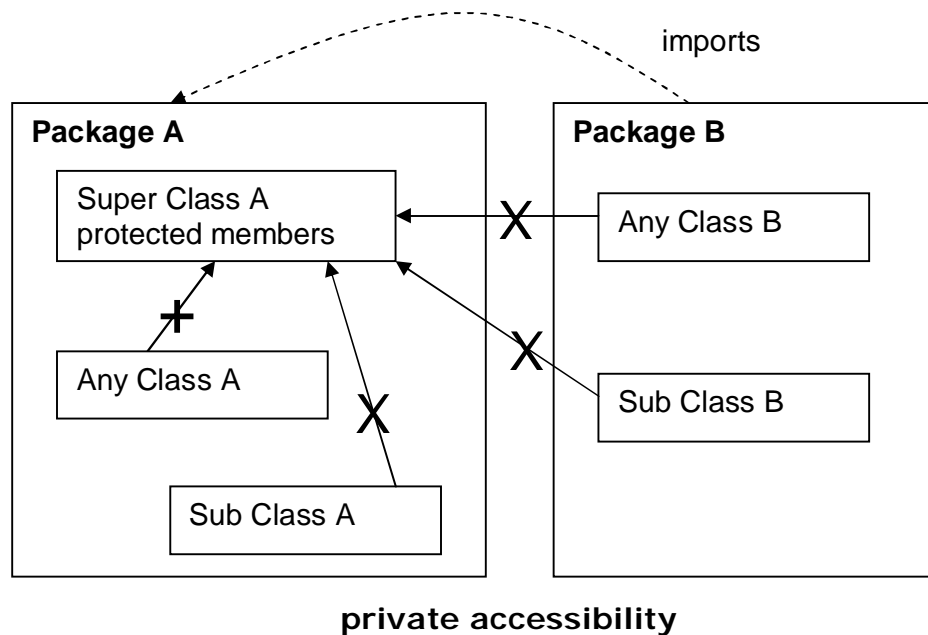 imports
Package A
Package B
Super Class A
protected members
Any Class B
X
Any Class A
X
Sub Class B
X
Sub Class A
private accessibility